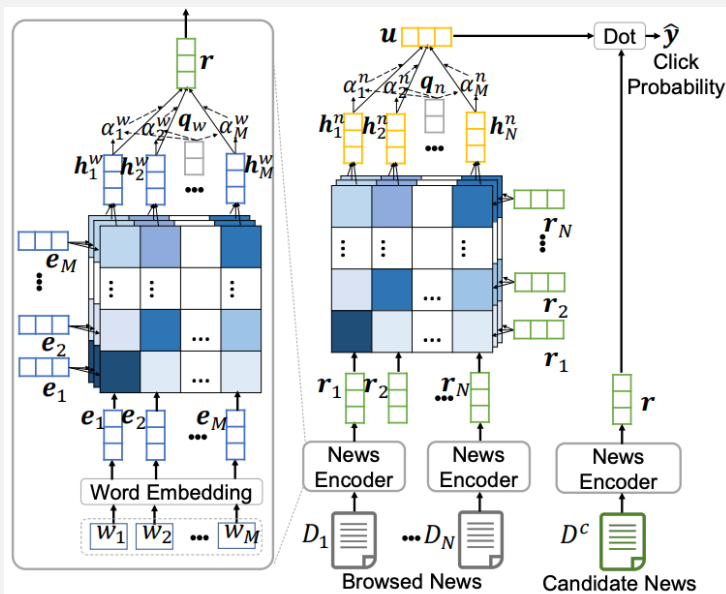 r
α₁ʷ α₂ʷ q_w α_Mʷ
h₁ʷ h₂ʷ ... h_Mʷ
e_M
...
e₂
e₁
... ...
e₁ e₂ ... e_M
Word Embedding
w₁ w₂ ... w_M
u Dot ŷ
Click
Probability
α₁ⁿ α₂ⁿ q_n α_Mⁿ
h₁ⁿ h₂ⁿ ... h_Nⁿ
r_N
...
r₂
r₁
r₁ r₂ ... r_N r
News
Encoder
News
Encoder
News
Encoder
D₁ ... D_N Dᶜ
Browsed News Candidate News